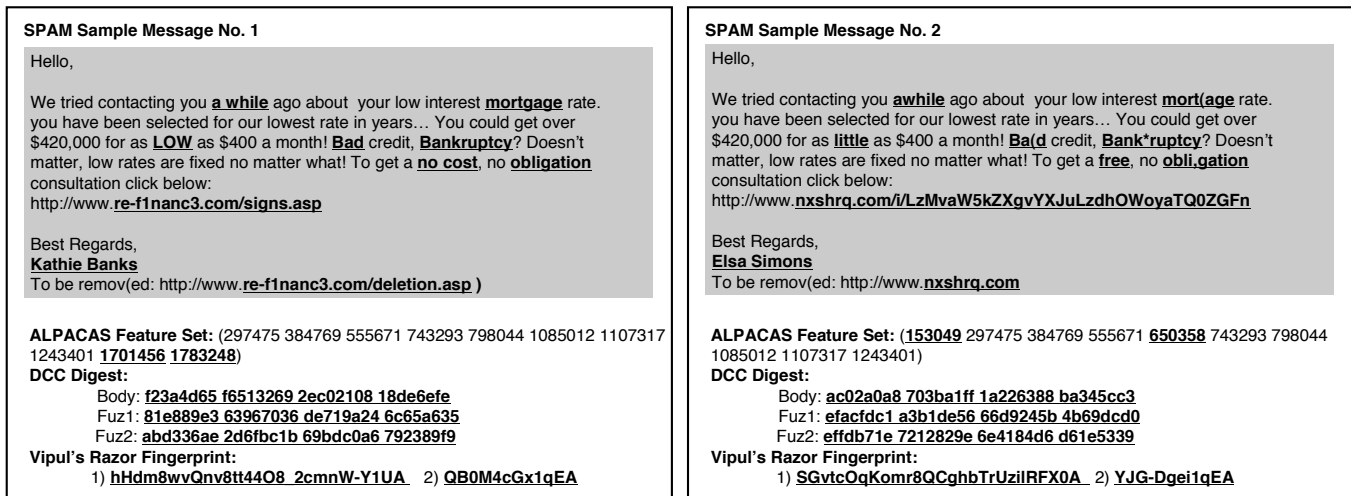 SPAM Sample Message No. 1
Hello,
We tried contacting you a while ago about your low interest mortgage rate.
you have been selected for our lowest rate in years... You could get over
$420,000 for as LOW as $400 a month! Bad credit, Bankruptcy? Doesn't
matter, low rates are fixed no matter what! To get a no cost, no obligation
consultation click below:
http://www.re-f1nanc3.com/signs.asp
Best Regards,
Kathie Banks
To be remov(ed: http://www.re-f1nanc3.com/deletion.asp )
ALPACAS Feature Set: (297475 384769 555671 743293 798044 1085012 1107317
1243401 1701456 1783248)
DCC Digest:
Body: f23a4d65 f6513269 2ec02108 18de6efe
Fuz1: 81e889e3 63967036 de719a24 6c65a635
Fuz2: abd336ae 2d6fbc1b 69bdc0a6 792389f9
Vipul's Razor Fingerprint:
1) hHdm8wvQnv8tt44O8_2cmnW-Y1UA 2) QB0M4cGx1qEA
SPAM Sample Message No. 2
Hello,
We tried contacting you awhile ago about your low interest mort(age rate.
you have been selected for our lowest rate in years... You could get over
$420,000 for as little as $400 a month! Ba(d credit, Bank*ruptcy? Doesn't
matter, low rates are fixed no matter what! To get a free, no obli,gation
consultation click below:
http://www.nxshrq.com/i/LzMvaW5kZXgvYXJuLzdhOWoyaTQ0ZGFn
Best Regards,
Elsa Simons
To be remov(ed: http://www.nxshrq.com
ALPACAS Feature Set: (153049 297475 384769 555671 650358 743293 798044
1085012 1107317 1243401)
DCC Digest:
Body: ac02a0a8 703ba1ff 1a226388 ba345cc3
Fuz1: efacfdc1 a3b1de56 66d9245b 4b69dcd0
Fuz2: effdb71e 7212829e 6e4184d6 d61e5339
Vipul's Razor Fingerprint:
1) SGvtcOqKomr8QCghbTrUzilRFX0A 2) YJG-Dgei1qEA